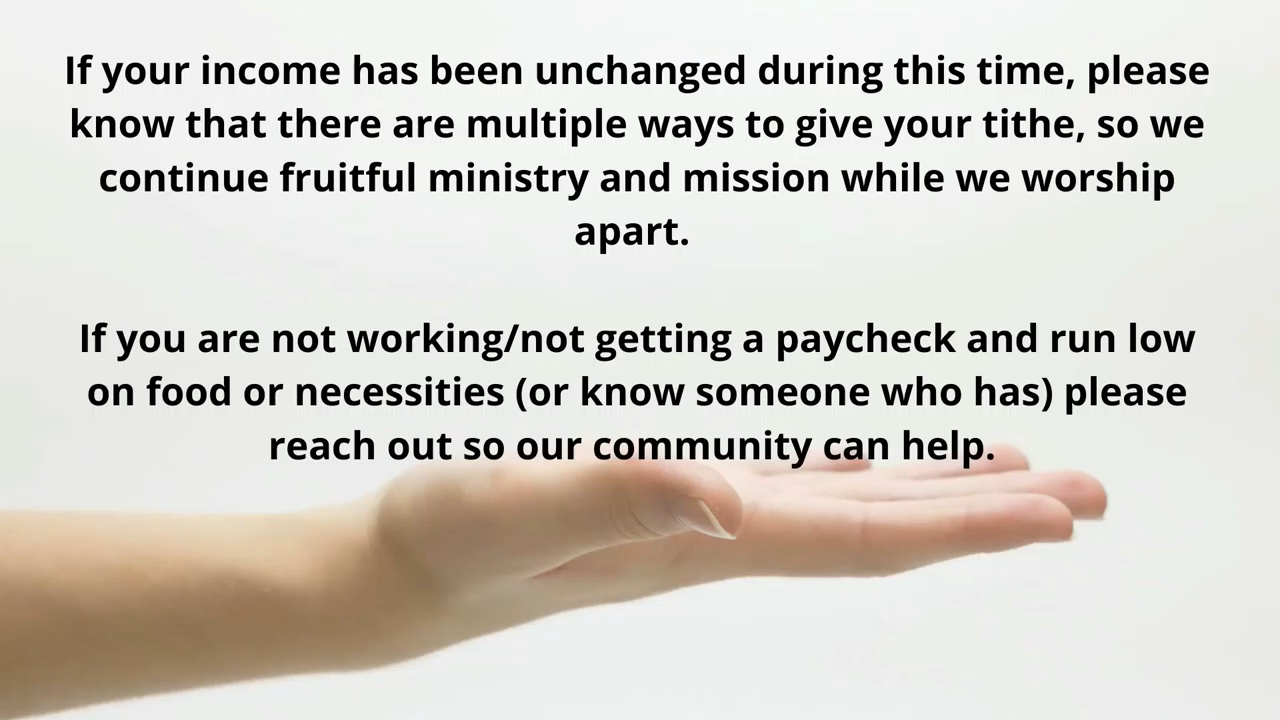 If your income has been unchanged during this time, please
know that there are multiple ways to give your tithe, so we
continue fruitful ministry and mission while we worship
apart.
If you are not working/not getting a paycheck and run low
on food or necessities (or know someone who has) please
reach out so our community can help.